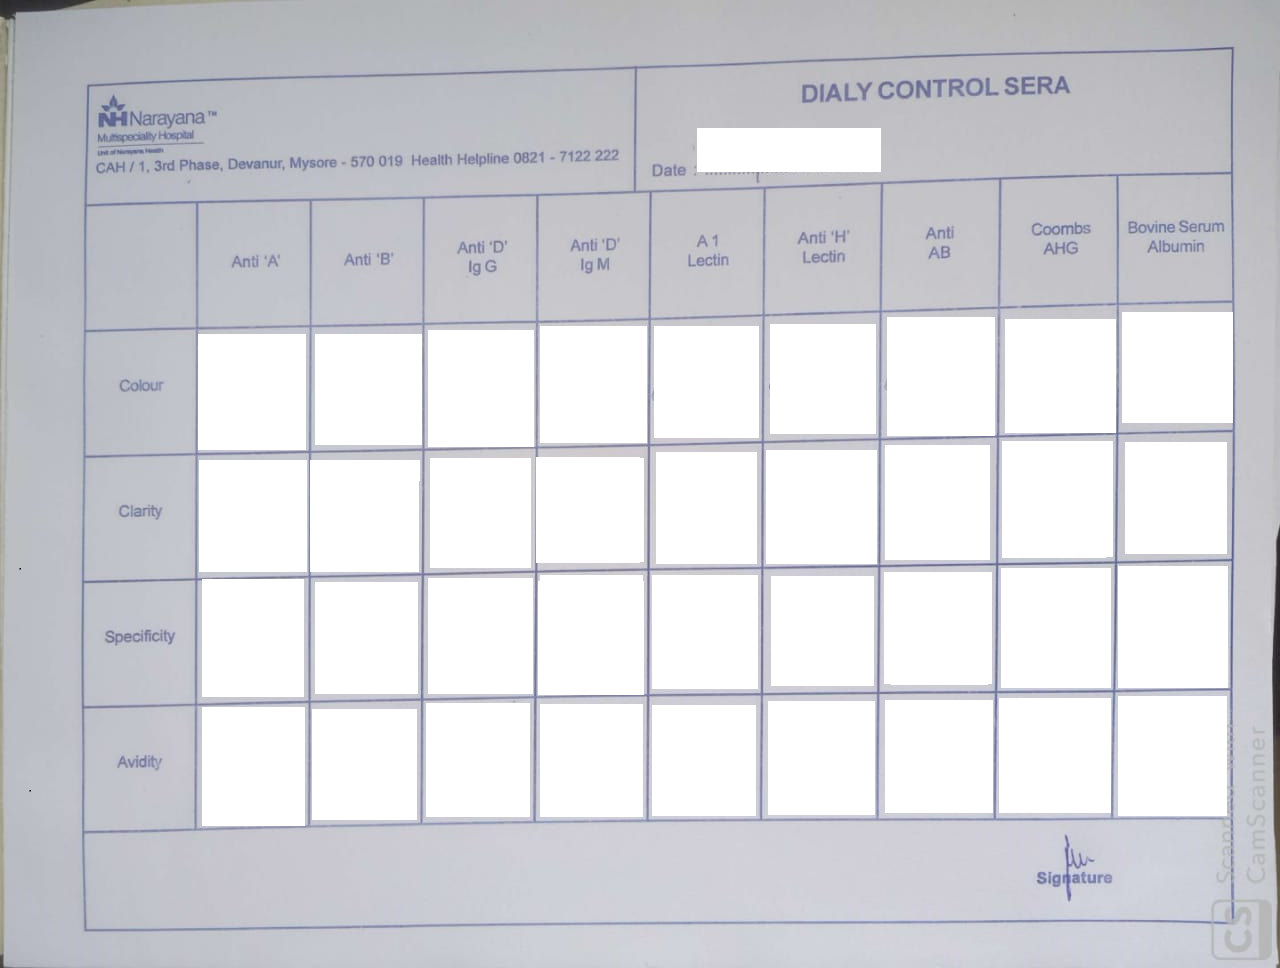 NH Narayana™
Multispecialty Hospital
Unit of Narayana Health
CAH / 1, 3rd Phase, Devanur, Mysore - 570 019 Health Helpline 0821 - 7122 222
DIALY CONTROL SERA
Date :
Anti ‘A’
Anti ‘B’
Anti ‘D’
Ig G
Anti ‘D’
Ig M
A 1
Lectin
Anti ‘H’
Lectin
Anti
AB
Coombs
AHG
Bovine Serum
Albumin
Colour
Clarity
Specificity
Avidity
Signature
CS
CamScanner